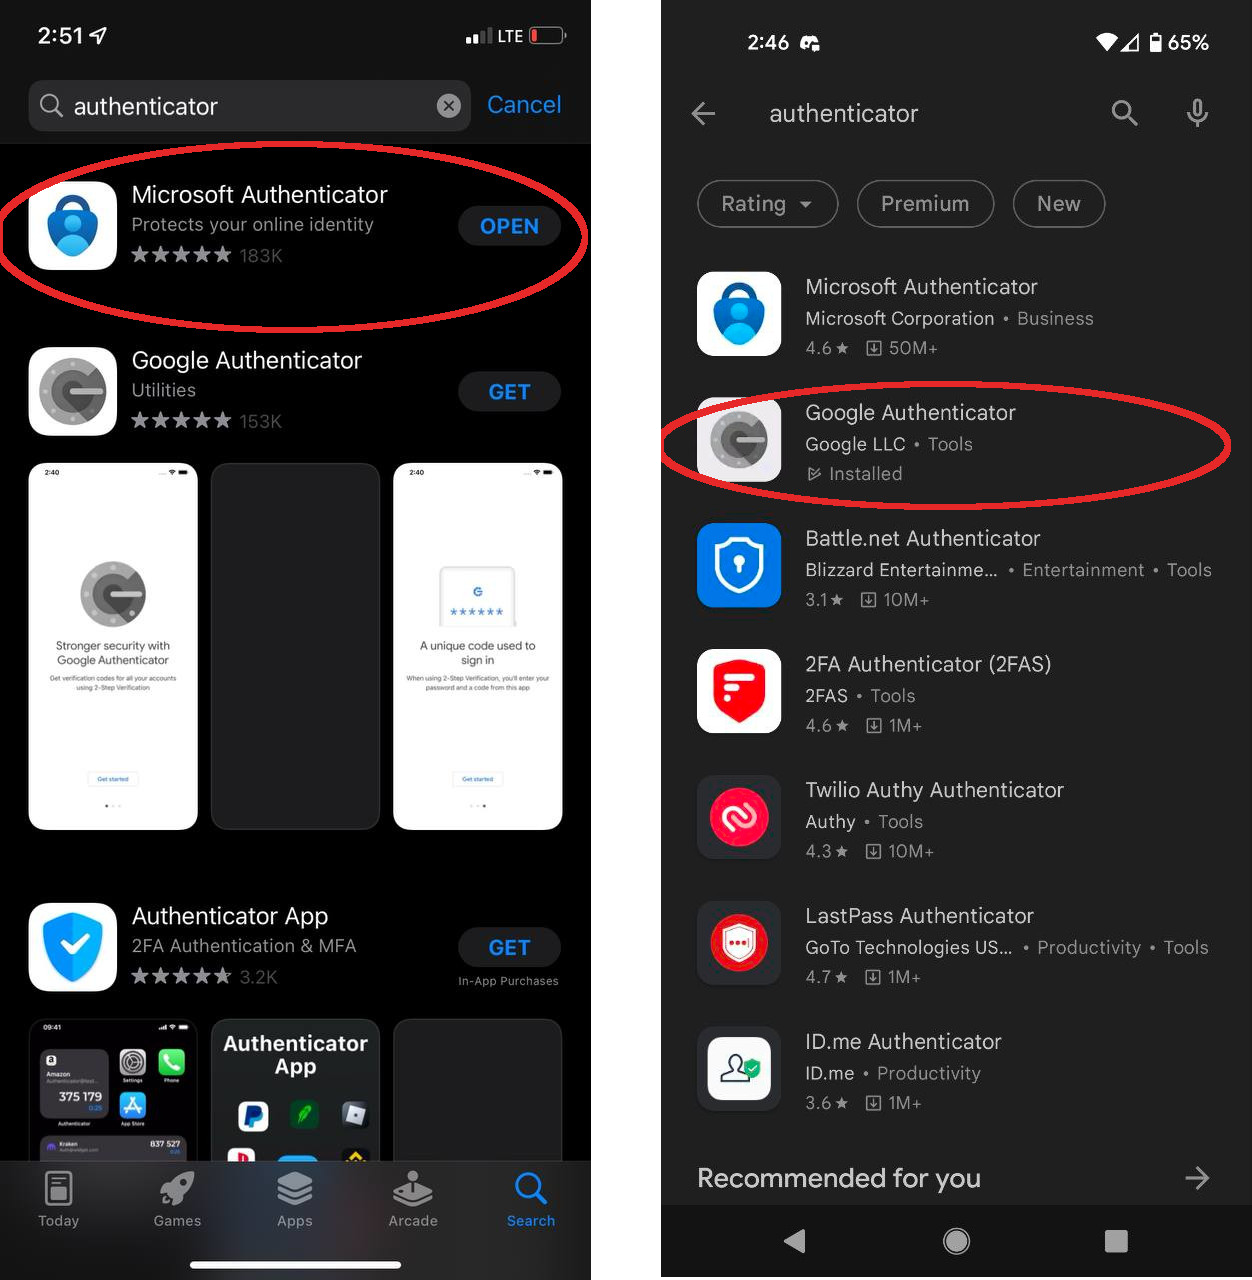 2:51
LTE
authenticator
Cancel
Microsoft Authenticator
Protects your online identity
183K
OPEN
Google Authenticator
Utilities
153K
GET
2:40
Stronger security with
Google Authenticator
Get verification codes for all your accounts
using 2-Step Verification
Get started
2:40
G
******
A unique code used to
sign in
When using 2-Step Verification, you'll enter your
password and a code from this app
Get started
Authenticator App
2FA Authentication & MFA
3.2K
GET
In-App Purchases
09:41
a
Amazon
375 179
0:25
Authenticator
Settings
Phone
App Store
Kraken
837 527
Authenticator
App
Today
Games
Apps
Arcade
Search
2:46
65%
authenticator
Rating
Premium
New
Microsoft Authenticator
Microsoft Corporation • Business
4.6★ 50M+
Google Authenticator
Google LLC • Tools
Installed
Battle.net Authenticator
Blizzard Entertainme... • Entertainment • Tools
3.1★ 10M+
2FA Authenticator (2FAS)
2FAS • Tools
4.6★ 1M+
Twilio Authy Authenticator
Authy • Tools
4.3★ 10M+
LastPass Authenticator
GoTo Technologies US... • Productivity • Tools
4.7★ 1M+
ID.me Authenticator
ID.me • Productivity
3.6★ 1M+
Recommended for you